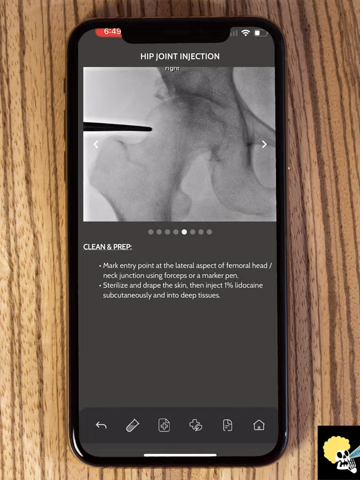 6:49
HIP JOINT INJECTION
right
CLEAN & PREP:
• Mark entry point at the lateral aspect of femoral head /
neck junction using forceps or a marker pen.
• Sterilize and drape the skin, then inject 1% lidocaine
subcutaneously and into deep tissues.